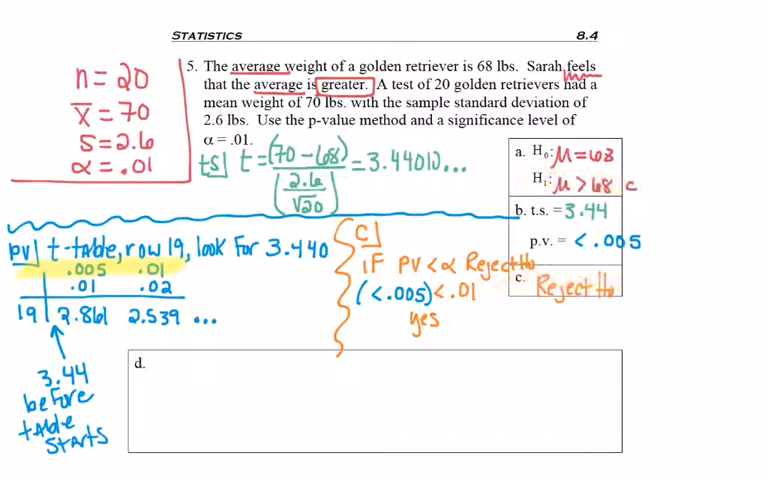 STATISTICS 8.4
5. The average weight of a golden retriever is 68 lbs. Sarah feels
that the average is greater. A test of 20 golden retrievers had a
mean weight of 70 lbs. with the sample standard deviation of
2.6 lbs. Use the p-value method and a significance level of
α = .01.
n = 20
x̄ = 70
s = 2.6
α = .01
ts| t = (70 - 68) / (2.6/√20) = 3.44010...
a. H₀: μ = 68
H₁: μ > 68 c
b. t.s. = 3.44
p.v. = < .005
c. Reject H₀
pv| t-table, row 19, look for 3.440
.005 .01
.01 .02
19 2.861 2.539 ...
3.44
before
table
starts
c|
IF PV < α Reject H₀
(<.005) < .01
yes
d.